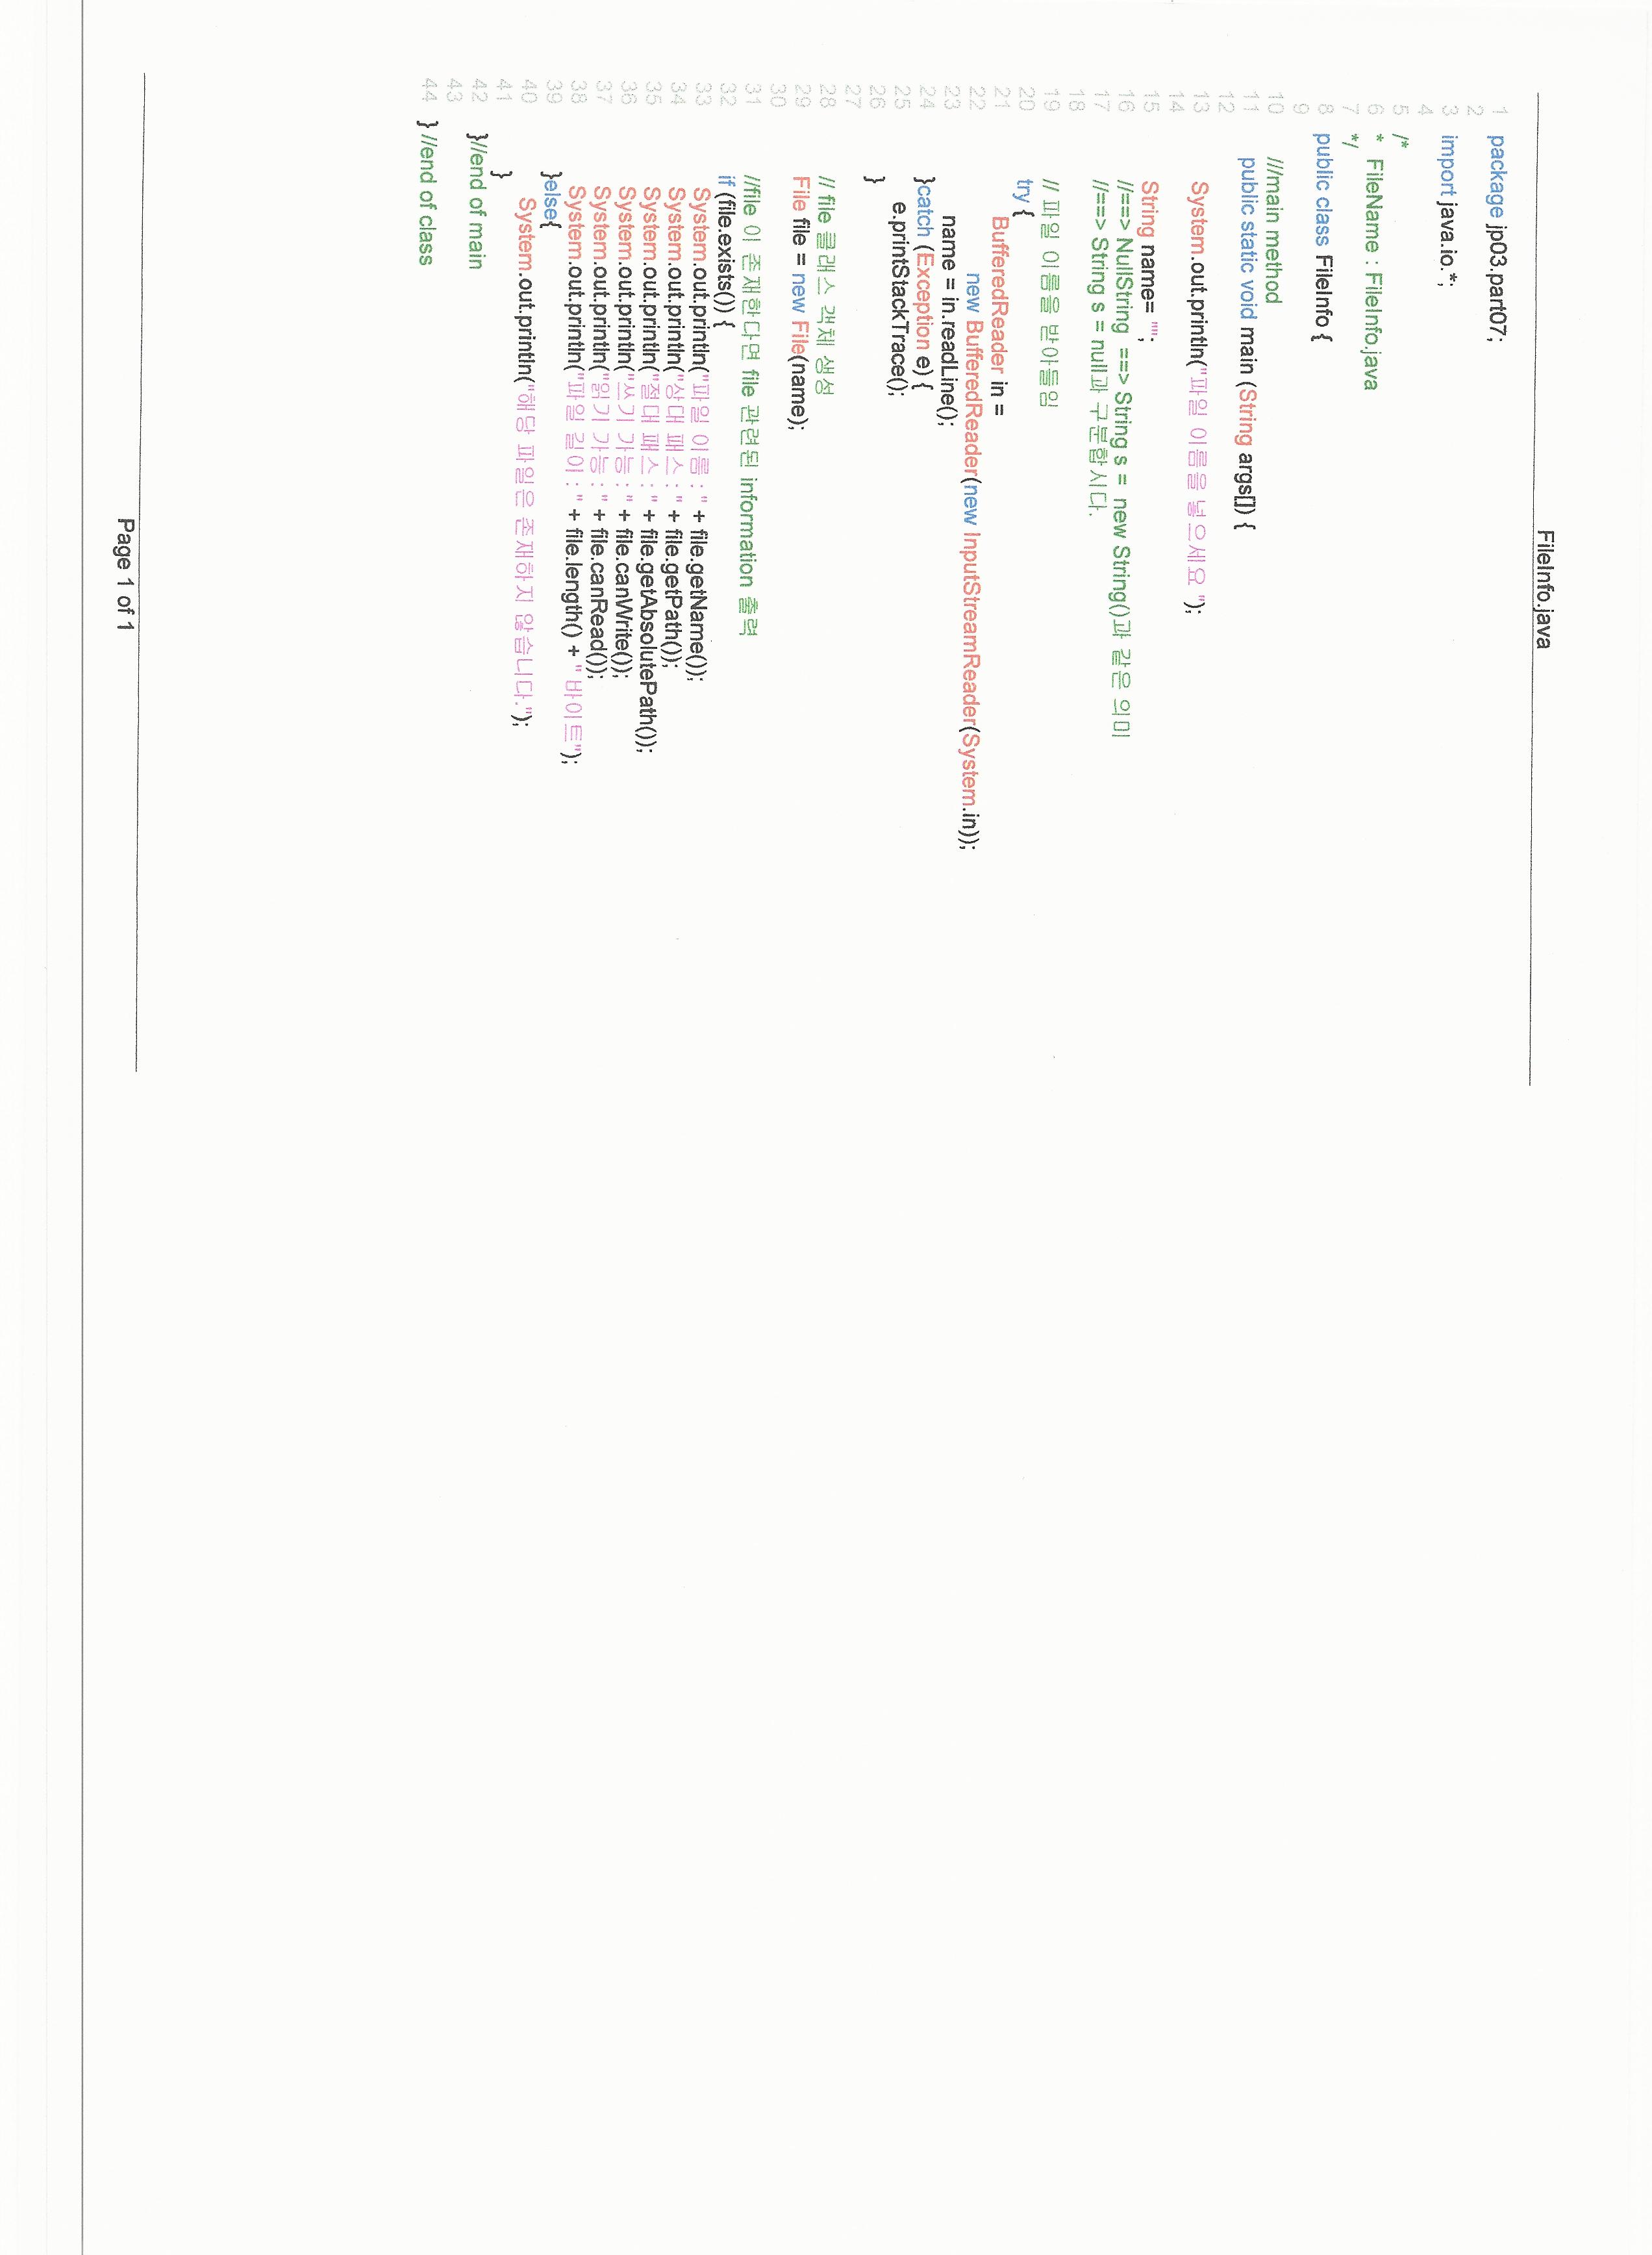 FileInfo.java
1 package jp03.part07;
2
3 import java.io.*;
4
5 /*
6 * FileName : FileInfo.java
7 */
8 public class FileInfo {
9
10 ///main method
11 public static void main (String args[]) {
12
13 System.out.println("파일 이름을 넣으세요 ");
14
15 String name= "";
16 //==> NullString ==> String s = new String()과 같은 의미
17 //==> String s = null과 구분합시다.
18
19 // 파일 이름을 받아들임
20 try {
21 BufferedReader in =
22 new BufferedReader(new InputStreamReader(System.in));
23 name = in.readLine();
24 }catch (Exception e) {
25 e.printStackTrace();
26 }
27
28 // file 클래스 객체 생성
29 File file = new File(name);
30
31 //file 이 존재한다면 file 관련된 information 출력
32 if (file.exists()) {
33 System.out.println("파일 이름 : " + file.getName());
34 System.out.println("상대 패스 : " + file.getPath());
35 System.out.println("절대 패스 : " + file.getAbsolutePath());
36 System.out.println("쓰기 가능 : " + file.canWrite());
37 System.out.println("읽기 가능 : " + file.canRead());
38 System.out.println("파일 길이 : " + file.length() + " 바이트");
39 }else{
40 System.out.println("해당 파일은 존재하지 않습니다.");
41 }
42 }//end of main
43
44 } //end of class
Page 1 of 1